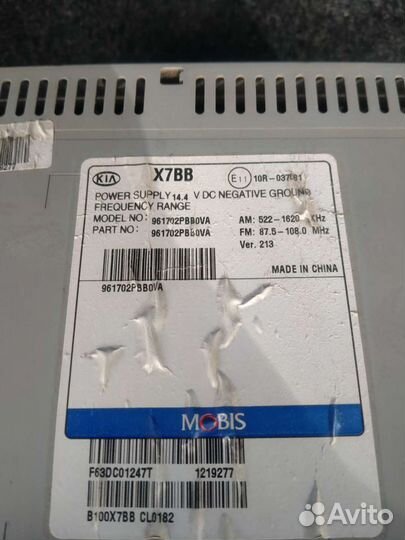 KIA X7BB E11 10R-037681
POWER SUPPLY 14.4 V DC NEGATIVE GROUND
FREQUENCY RANGE
MODEL NO: 961702PBB0VA AM: 522-1620 KHz
PART NO: 961702PBB0VA FM: 87.5-108.0 MHz
Ver. 213
MADE IN CHINA
961702PBB0VA
MOBIS
F63DC01247T 1219277
B100X7BB CL0182
Avito